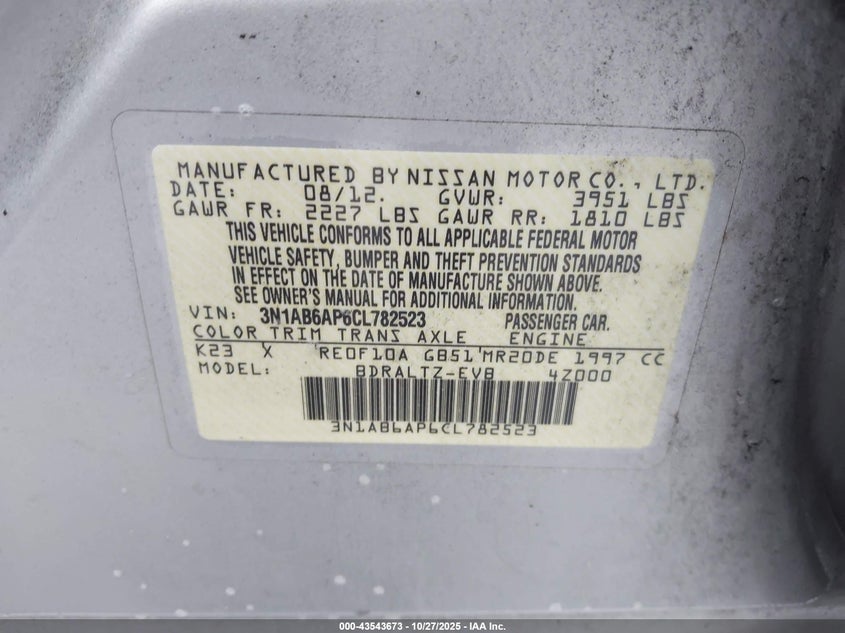 MANUFACTURED BY NISSAN MOTOR CO., LTD.
DATE: 08/12. GVWR: 3951 LBS
GAWR FR: 2227 LBS GAWR RR: 1810 LBS
THIS VEHICLE CONFORMS TO ALL APPLICABLE FEDERAL MOTOR
VEHICLE SAFETY, BUMPER AND THEFT PREVENTION STANDARDS
IN EFFECT ON THE DATE OF MANUFACTURE SHOWN ABOVE.
SEE OWNER'S MANUAL FOR ADDITIONAL INFORMATION.
VIN: 3N1AB6AP6CL782523 PASSENGER CAR.
COLOR TRIM TRANS AXLE ENGINE
K23 X RE0F10A GB51 MR20DE 1997 CC
MODEL: BDRALTZ-EVB 4Z000
3N1AB6AP6CL782523
000-43543673 | 10/27/2025 - IAA Inc.